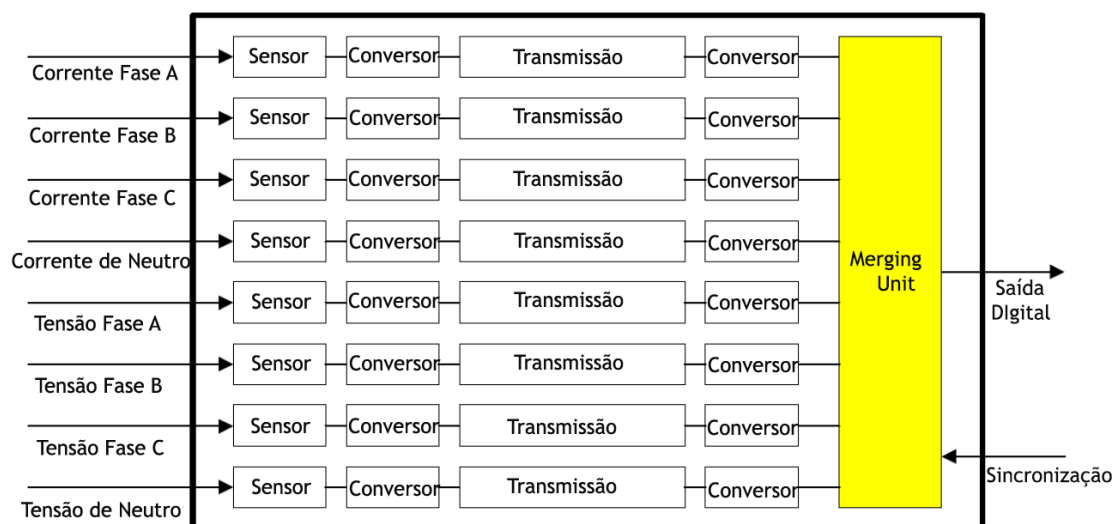 Corrente Fase A
Sensor
Conversor
Transmissão
Conversor
Corrente Fase B
Sensor
Conversor
Transmissão
Conversor
Corrente Fase C
Sensor
Conversor
Transmissão
Conversor
Corrente de Neutro
Sensor
Conversor
Transmissão
Conversor
Tensão Fase A
Sensor
Conversor
Transmissão
Conversor
Tensão Fase B
Sensor
Conversor
Transmissão
Conversor
Tensão Fase C
Sensor
Conversor
Transmissão
Conversor
Tensão de Neutro
Sensor
Conversor
Transmissão
Conversor
Merging
Unit
Saída
DIgital
Sincronização